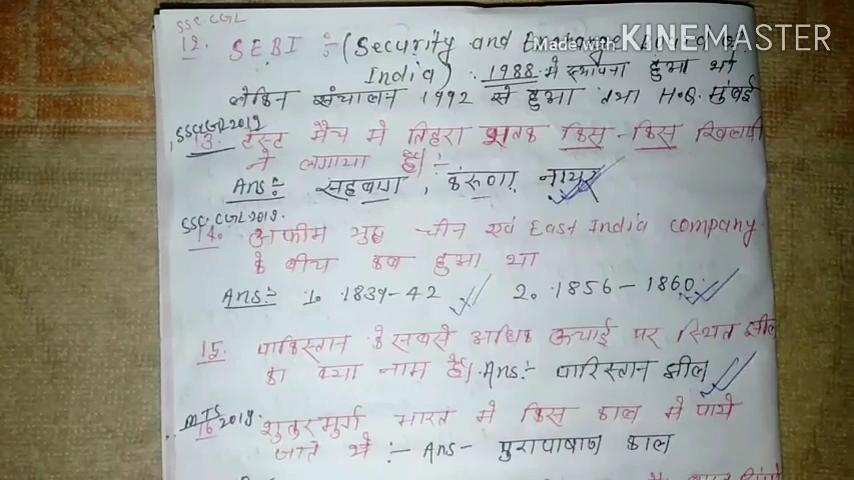 SSC CGL
12. SEBI :- (Security and Exchange Board of
Made with KINEMASTER
India) . 1988 में स्थापना हुआ था
लेकिन संचालन 1992 से हुआ तथा H.Q. मुंबई
SSC CGL 2019
13. टेस्ट मैच मे तिहरा शतक किस-किस खिलाड़ी
ने लगाया है। :-
Ans:- सहवाग, करुण नायर
SSC. CGL 2019.
14. अफीम युद्ध चीन एवं East India company
के बीच कब हुआ था
Ans:- 1. 1839-42 2. 1856-1860.
15. पाकिस्तान के सबसे अधिक ऊचाई पर स्थित झील
का क्या नाम है। Ans:- पारिस्तान झील
MTS 2019.
16 शुतुरमुर्ग भारत मे किस काल मे पाये
जाते थे :- Ans- पुरापाषाण काल